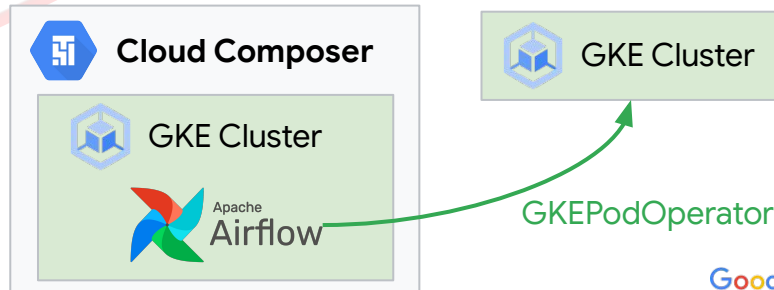 Cloud Composer
GKE Cluster
Apache
Airflow
GKE Cluster
GKEPodOperator